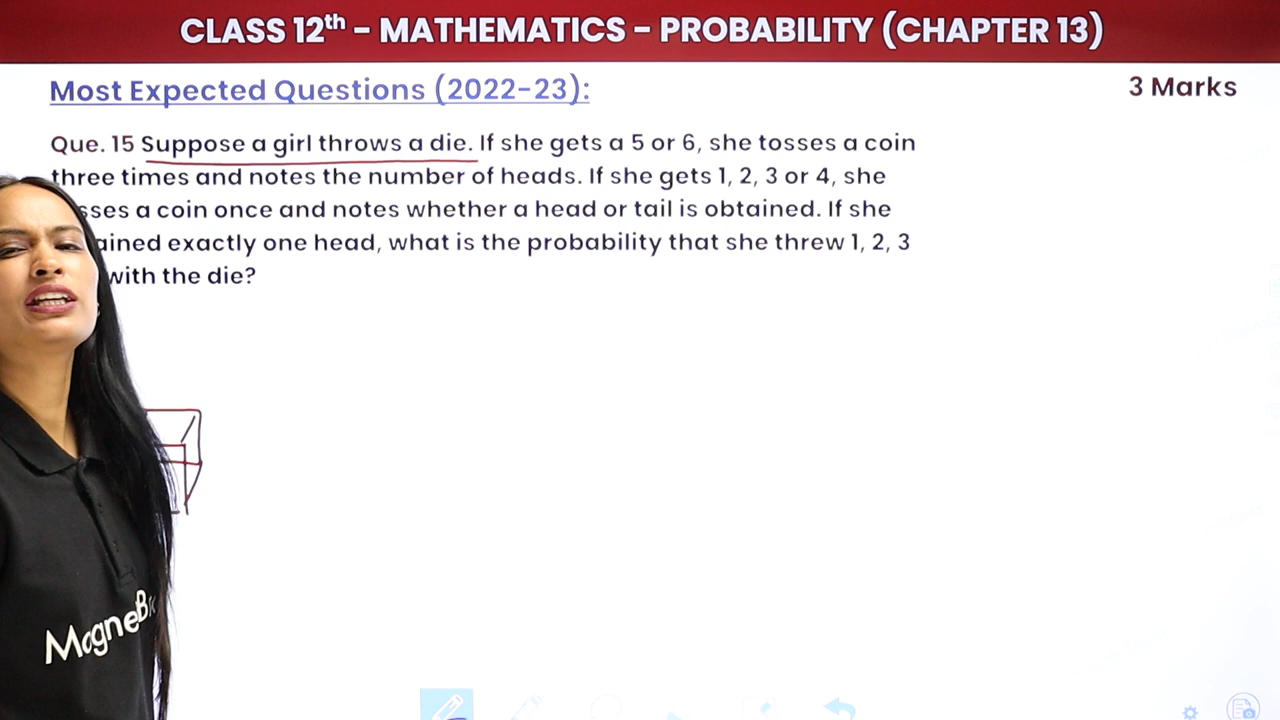 CLASS 12th - MATHEMATICS - PROBABILITY (CHAPTER 13)
Most Expected Questions (2022-23):
3 Marks
Que. 15 Suppose a girl throws a die. If she gets a 5 or 6, she tosses a coin
three times and notes the number of heads. If she gets 1, 2, 3 or 4, she
sses a coin once and notes whether a head or tail is obtained. If she
ained exactly one head, what is the probability that she threw 1, 2, 3
with the die?
MagneB